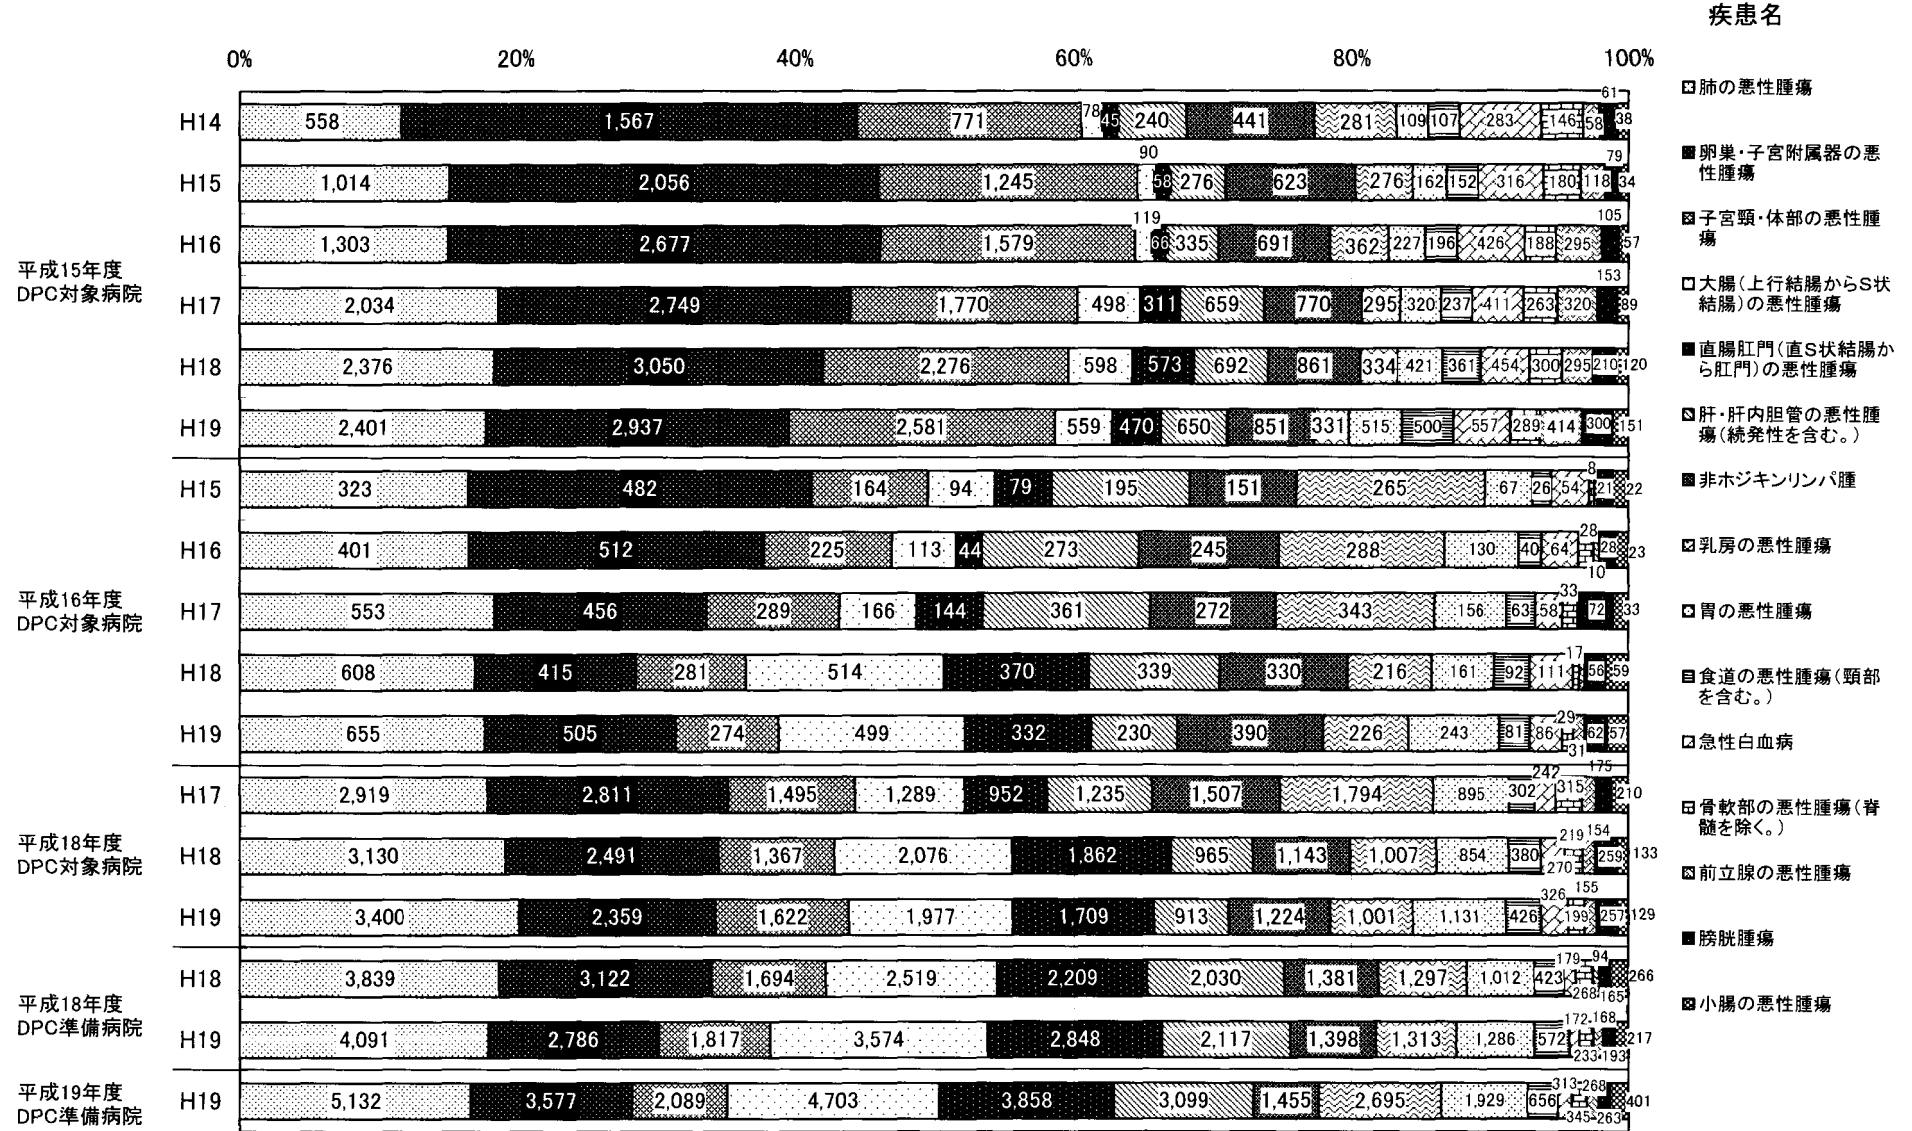 疾患名
0% 20% 40% 60% 80% 100%
平成15年度
DPC対象病院
H14 558 1,567 771 78 45 240 441 281 109 107 283 146 58 61 38
H15 1,014 2,056 1,245 90 58 276 623 276 162 152 316 180 118 79 34
H16 1,303 2,677 1,579 119 66 335 691 362 227 196 426 188 295 105 57
H17 2,034 2,749 1,770 498 311 659 770 295 320 237 411 263 320 153 89
H18 2,376 3,050 2,276 598 573 692 861 334 421 361 454 300 295 210 120
H19 2,401 2,937 2,581 559 470 650 851 331 515 500 557 289 414 300 151
平成16年度
DPC対象病院
H15 323 482 164 94 79 195 151 265 67 26 54 8 21 22
H16 401 512 225 113 44 273 245 288 130 40 64 28 10 28 23
H17 553 456 289 166 144 361 272 343 156 63 58 33 72 33
H18 608 415 281 514 370 339 330 216 161 92 111 17 56 59
H19 655 505 274 499 332 230 390 226 243 81 86 29 31 62 57
平成18年度
DPC対象病院
H17 2,919 2,811 1,495 1,289 952 1,235 1,507 1,794 895 302 242 315 175 210
H18 3,130 2,491 1,367 2,076 1,862 965 1,143 1,007 854 380 270 219 154 259 133
H19 3,400 2,359 1,622 1,977 1,709 913 1,224 1,001 1,131 426 326 199 155 257 129
平成18年度
DPC準備病院
H18 3,839 3,122 1,694 2,519 2,209 2,030 1,381 1,297 1,012 423 179 268 94 165 266
H19 4,091 2,786 1,817 3,574 2,848 2,117 1,398 1,313 1,286 572 172 233 168 193 217
平成19年度
DPC準備病院
H19 5,132 3,577 2,089 4,703 3,858 3,099 1,455 2,695 1,929 656 313 345 268 263 401
肺の悪性腫瘍
卵巣・子宮附属器の悪
性腫瘍
子宮頸・体部の悪性腫
瘍
大腸（上行結腸からS状
結腸）の悪性腫瘍
直腸肛門（直S状結腸か
ら肛門）の悪性腫瘍
肝・肝内胆管の悪性腫
瘍（続発性を含む。）
非ホジキンリンパ腫
乳房の悪性腫瘍
胃の悪性腫瘍
食道の悪性腫瘍（頸部
を含む。）
急性白血病
骨軟部の悪性腫瘍（脊
髄を除く。）
前立腺の悪性腫瘍
膀胱腫瘍
小腸の悪性腫瘍